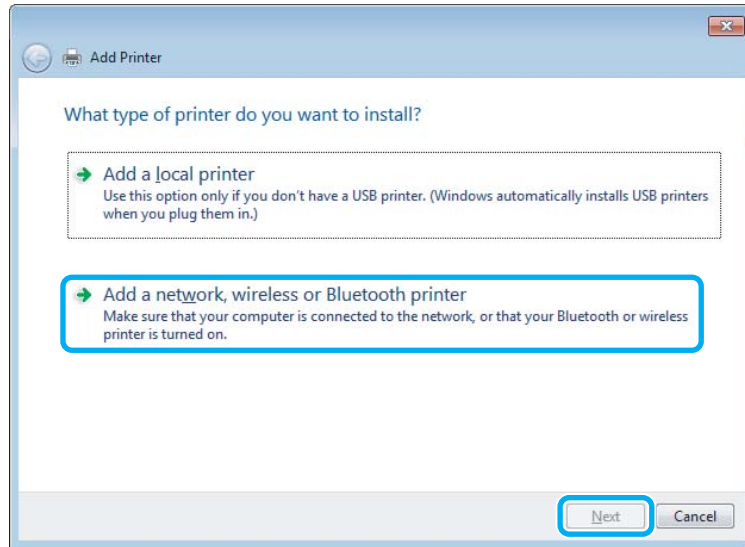 Add Printer
What type of printer do you want to install?
Add a local printer
Use this option only if you don't have a USB printer. (Windows automatically installs USB printers
when you plug them in.)
Add a network, wireless or Bluetooth printer
Make sure that your computer is connected to the network, or that your Bluetooth or wireless
printer is turned on.
Next
Cancel